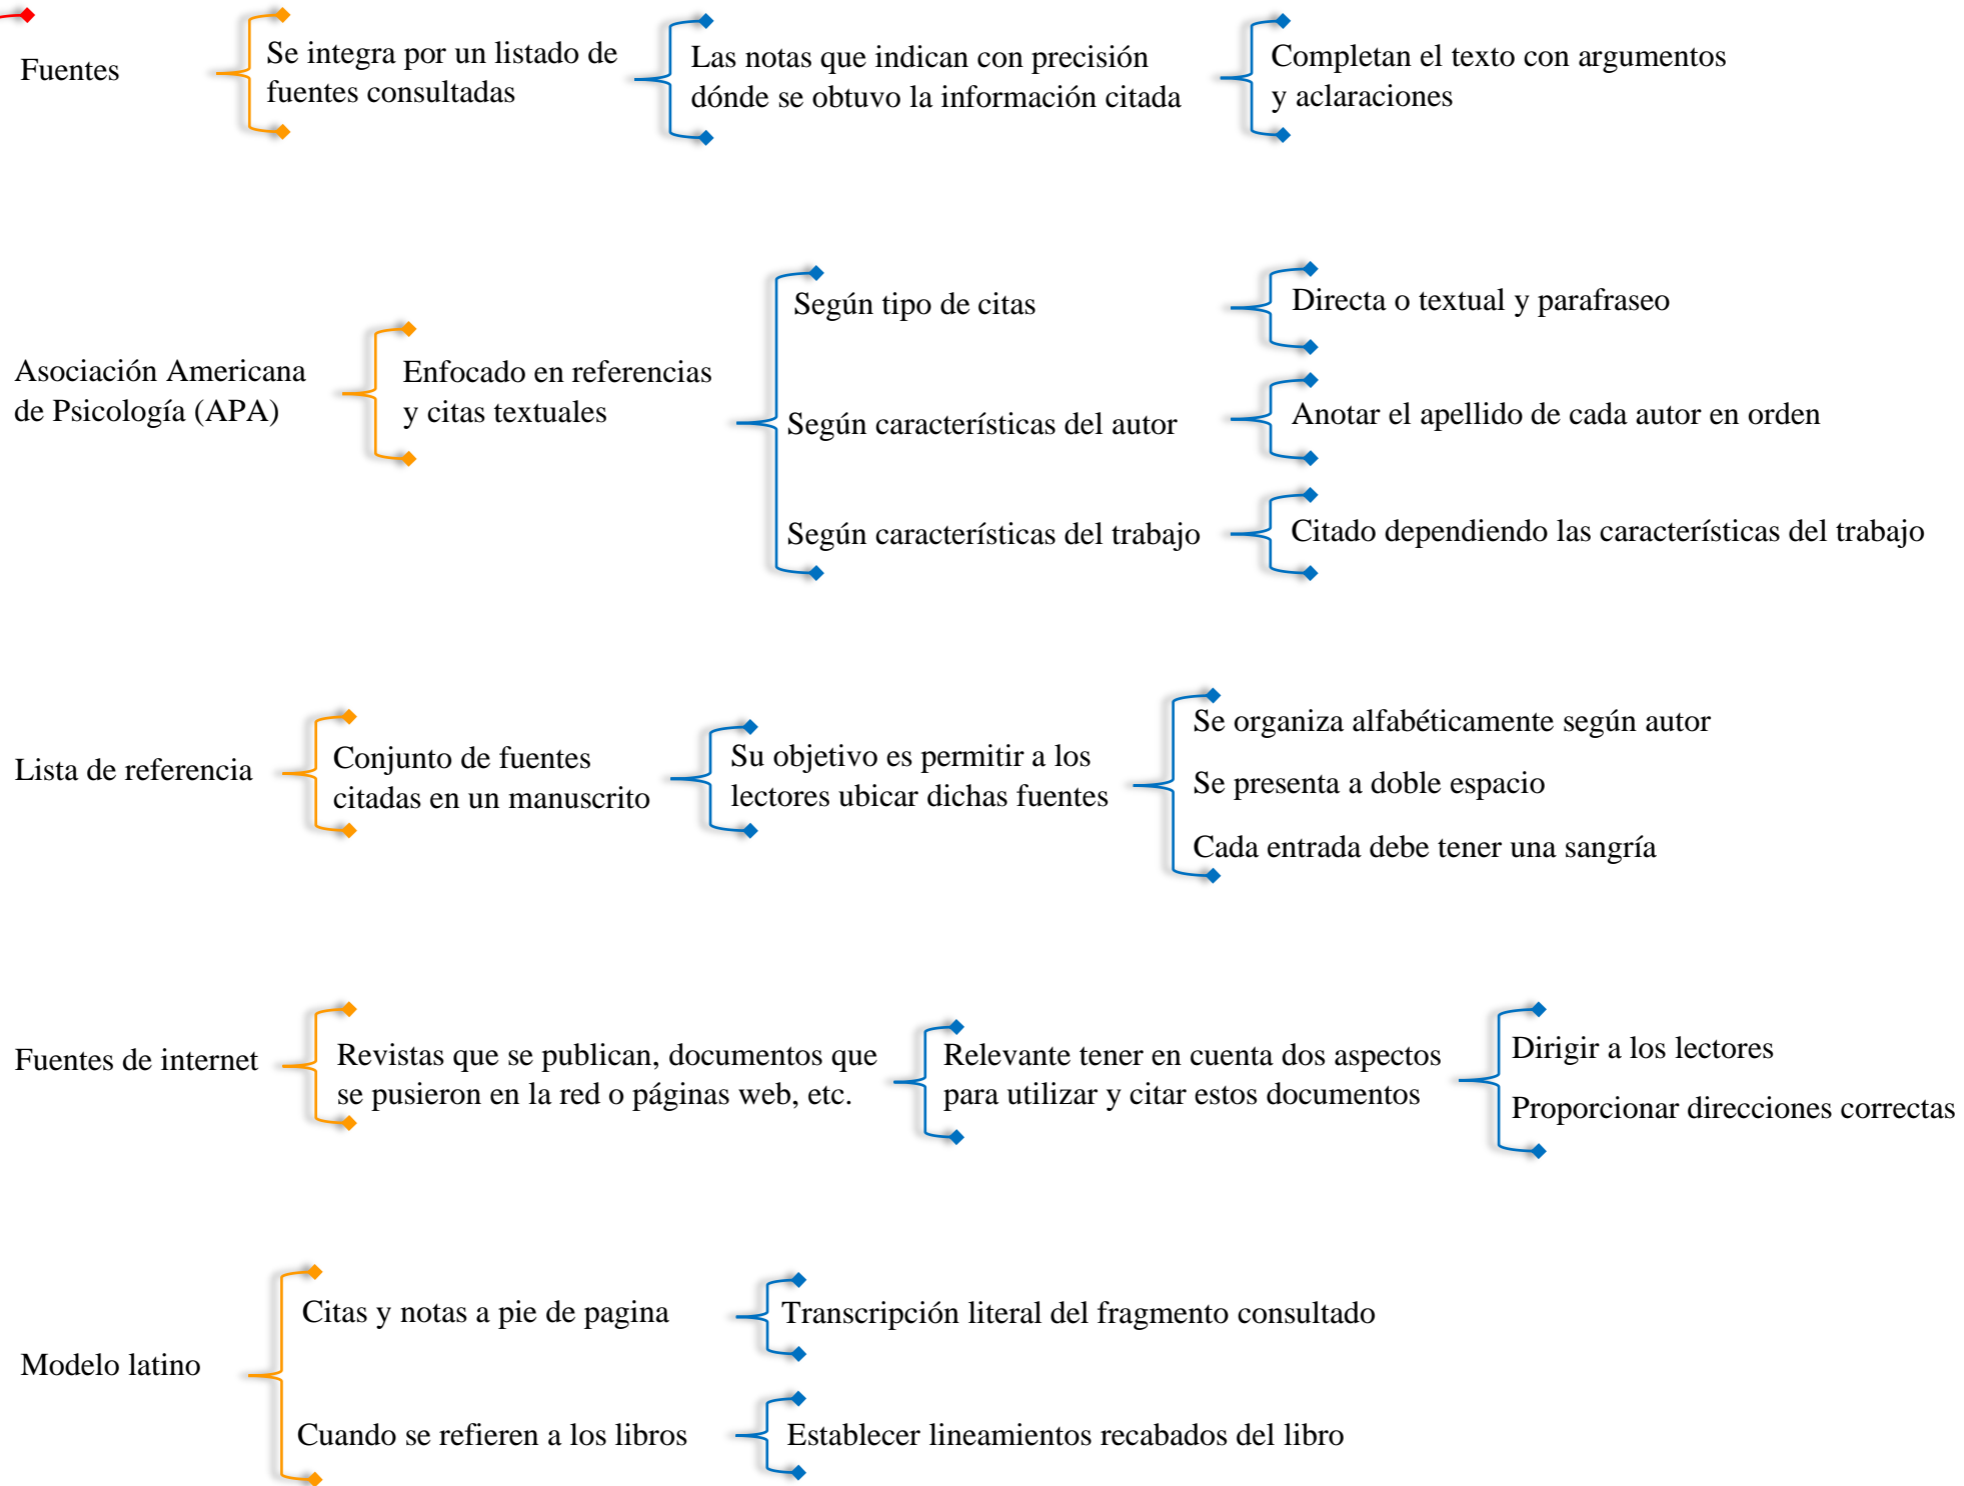 Fuentes
Se integra por un listado de
fuentes consultadas
Las notas que indican con precisión
dónde se obtuvo la información citada
Completan el texto con argumentos
y aclaraciones
Asociación Americana
de Psicología (APA)
Enfocado en referencias
y citas textuales
Según tipo de citas
Directa o textual y parafraseo
Según características del autor
Anotar el apellido de cada autor en orden
Según características del trabajo
Citado dependiendo las características del trabajo
Lista de referencia
Conjunto de fuentes
citadas en un manuscrito
Su objetivo es permitir a los
lectores ubicar dichas fuentes
Se organiza alfabéticamente según autor
Se presenta a doble espacio
Cada entrada debe tener una sangría
Fuentes de internet
Revistas que se publican, documentos que
se pusieron en la red o páginas web, etc.
Relevante tener en cuenta dos aspectos
para utilizar y citar estos documentos
Dirigir a los lectores
Proporcionar direcciones correctas
Modelo latino
Citas y notas a pie de pagina
Transcripción literal del fragmento consultado
Cuando se refieren a los libros
Establecer lineamientos recabados del libro